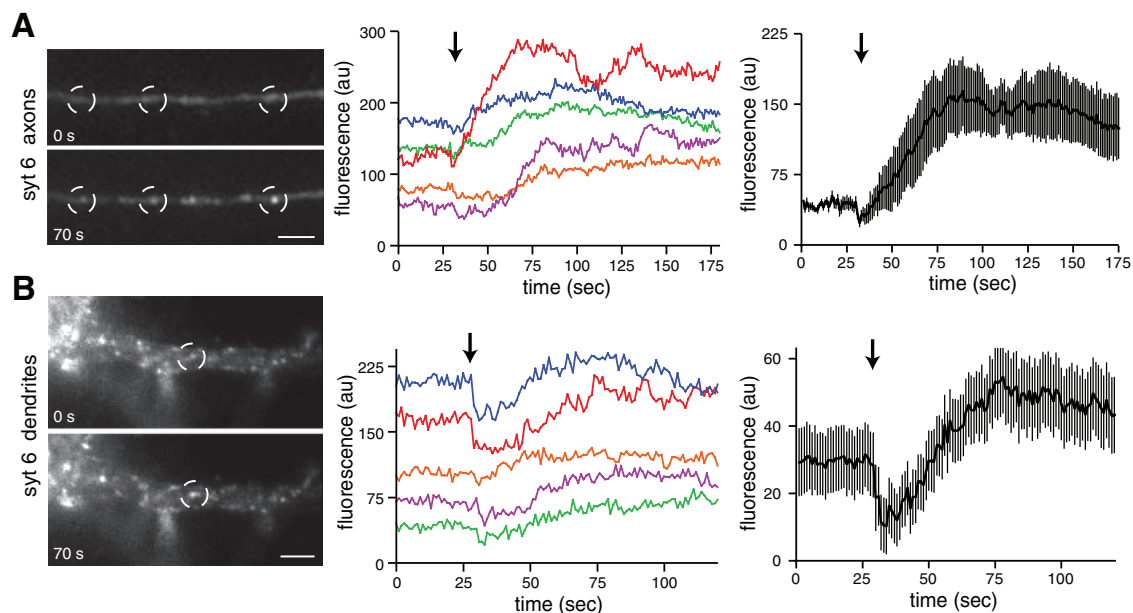 A
syt 6 axons
0 s
70 s
fluorescence (au)
300
200
100
0
0 25 50 75 100 125 150 175
time (sec)
fluorescence (au)
225
150
75
0
0 25 50 75 100 125 150 175
time (sec)
B
syt 6 dendrites
0 s
70 s
fluorescence (au)
225
150
75
0
0 25 50 75 100
time (sec)
fluorescence (au)
60
40
20
0
0 25 50 75 100
time (sec)